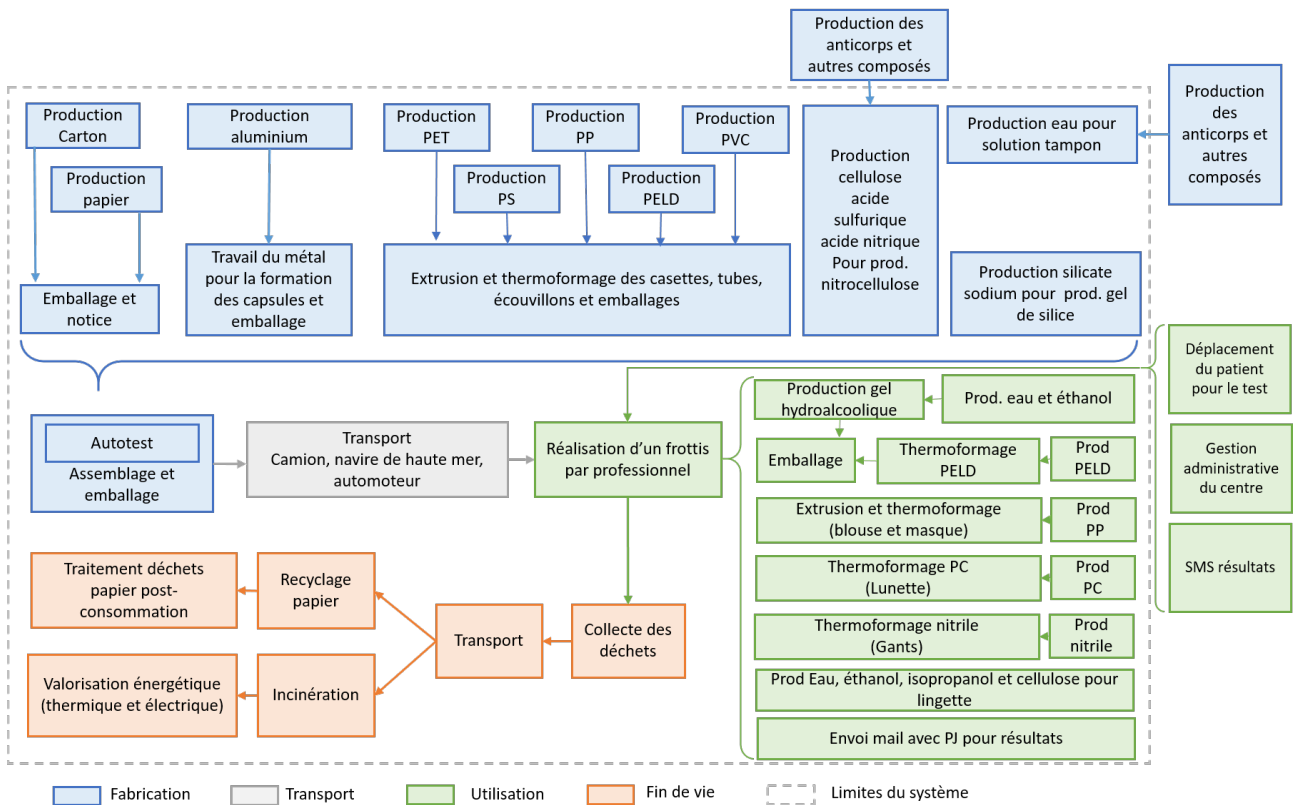 Production des
anticorps et
autres composés
Production
des
anticorps et
autres
composés
Production
Carton
Production
papier
Emballage et
notice
Production
aluminium
Travail du métal
pour la formation
des capsules et
emballage
Production
PET
Production
PS
Production
PP
Production
PELD
Production
PVC
Extrusion et thermoformage des casettes, tubes,
écouvillons et emballages
Production
cellulose
acide
sulfurique
acide nitrique
Pour prod.
nitrocellulose
Production eau pour
solution tampon
Production silicate
sodium pour prod. gel
de silice
Autotest
Assemblage et
emballage
Transport
Camion, navire de haute mer,
automoteur
Réalisation d’un frottis
par professionnel
Production gel
hydroalcoolique
Prod. eau et éthanol
Emballage
Thermoformage
PELD
Prod
PELD
Extrusion et thermoformage
(blouse et masque)
Prod
PP
Thermoformage PC
(Lunette)
Prod
PC
Thermoformage nitrile
(Gants)
Prod
nitrile
Prod Eau, éthanol, isopropanol et cellulose pour
lingette
Envoi mail avec PJ pour résultats
Déplacement
du patient
pour le test
Gestion
administrative
du centre
SMS résultats
Traitement déchets
papier post-
consommation
Recyclage
papier
Transport
Collecte des
déchets
Valorisation énergétique
(thermique et électrique)
Incinération
Fabrication
Transport
Utilisation
Fin de vie
Limites du système